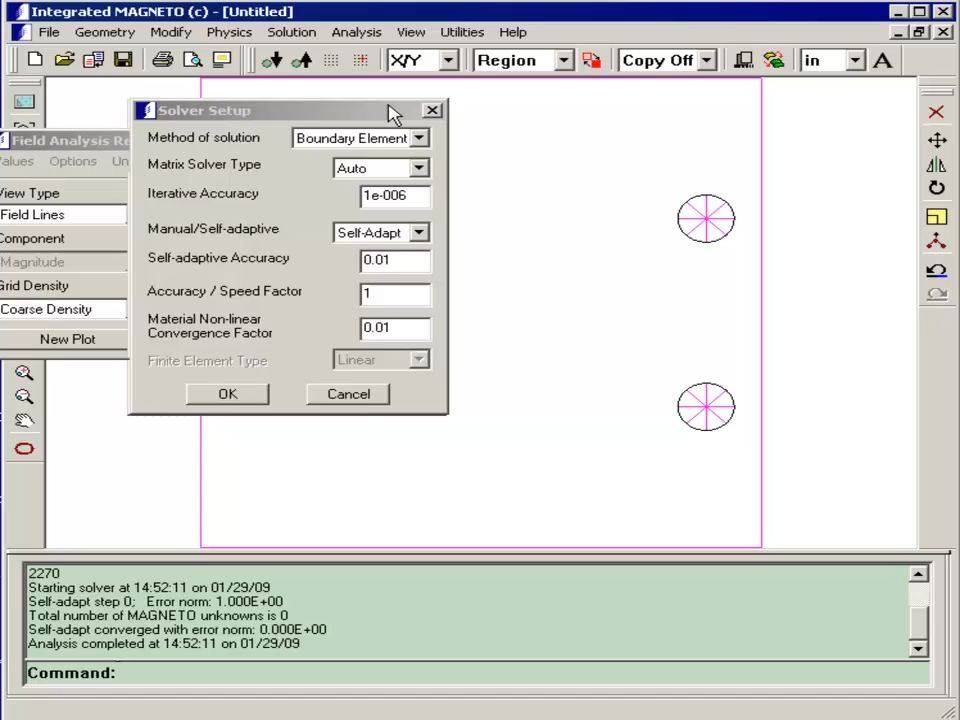 Integrated MAGNETO (c) - [Untitled]
File Geometry Modify Physics Solution Analysis View Utilities Help
X/Y Region Copy Off in A
Solver Setup
Method of solution Boundary Element
Matrix Solver Type Auto
Iterative Accuracy 1e-006
Manual/Self-adaptive Self-Adapt
Self-adaptive Accuracy 0.01
Accuracy / Speed Factor 1
Material Non-linear
Convergence Factor 0.01
Finite Element Type Linear
OK Cancel
Field Analysis Re
alues Options Un
View Type
Field Lines
Component
Magnitude
Grid Density
Coarse Density
New Plot
2270
Starting solver at 14:52:11 on 01/29/09
Self-adapt step 0; Error norm: 1.000E+00
Total number of MAGNETO unknowns is 0
Self-adapt converged with error norm: 0.000E+00
Analysis completed at 14:52:11 on 01/29/09
Command: